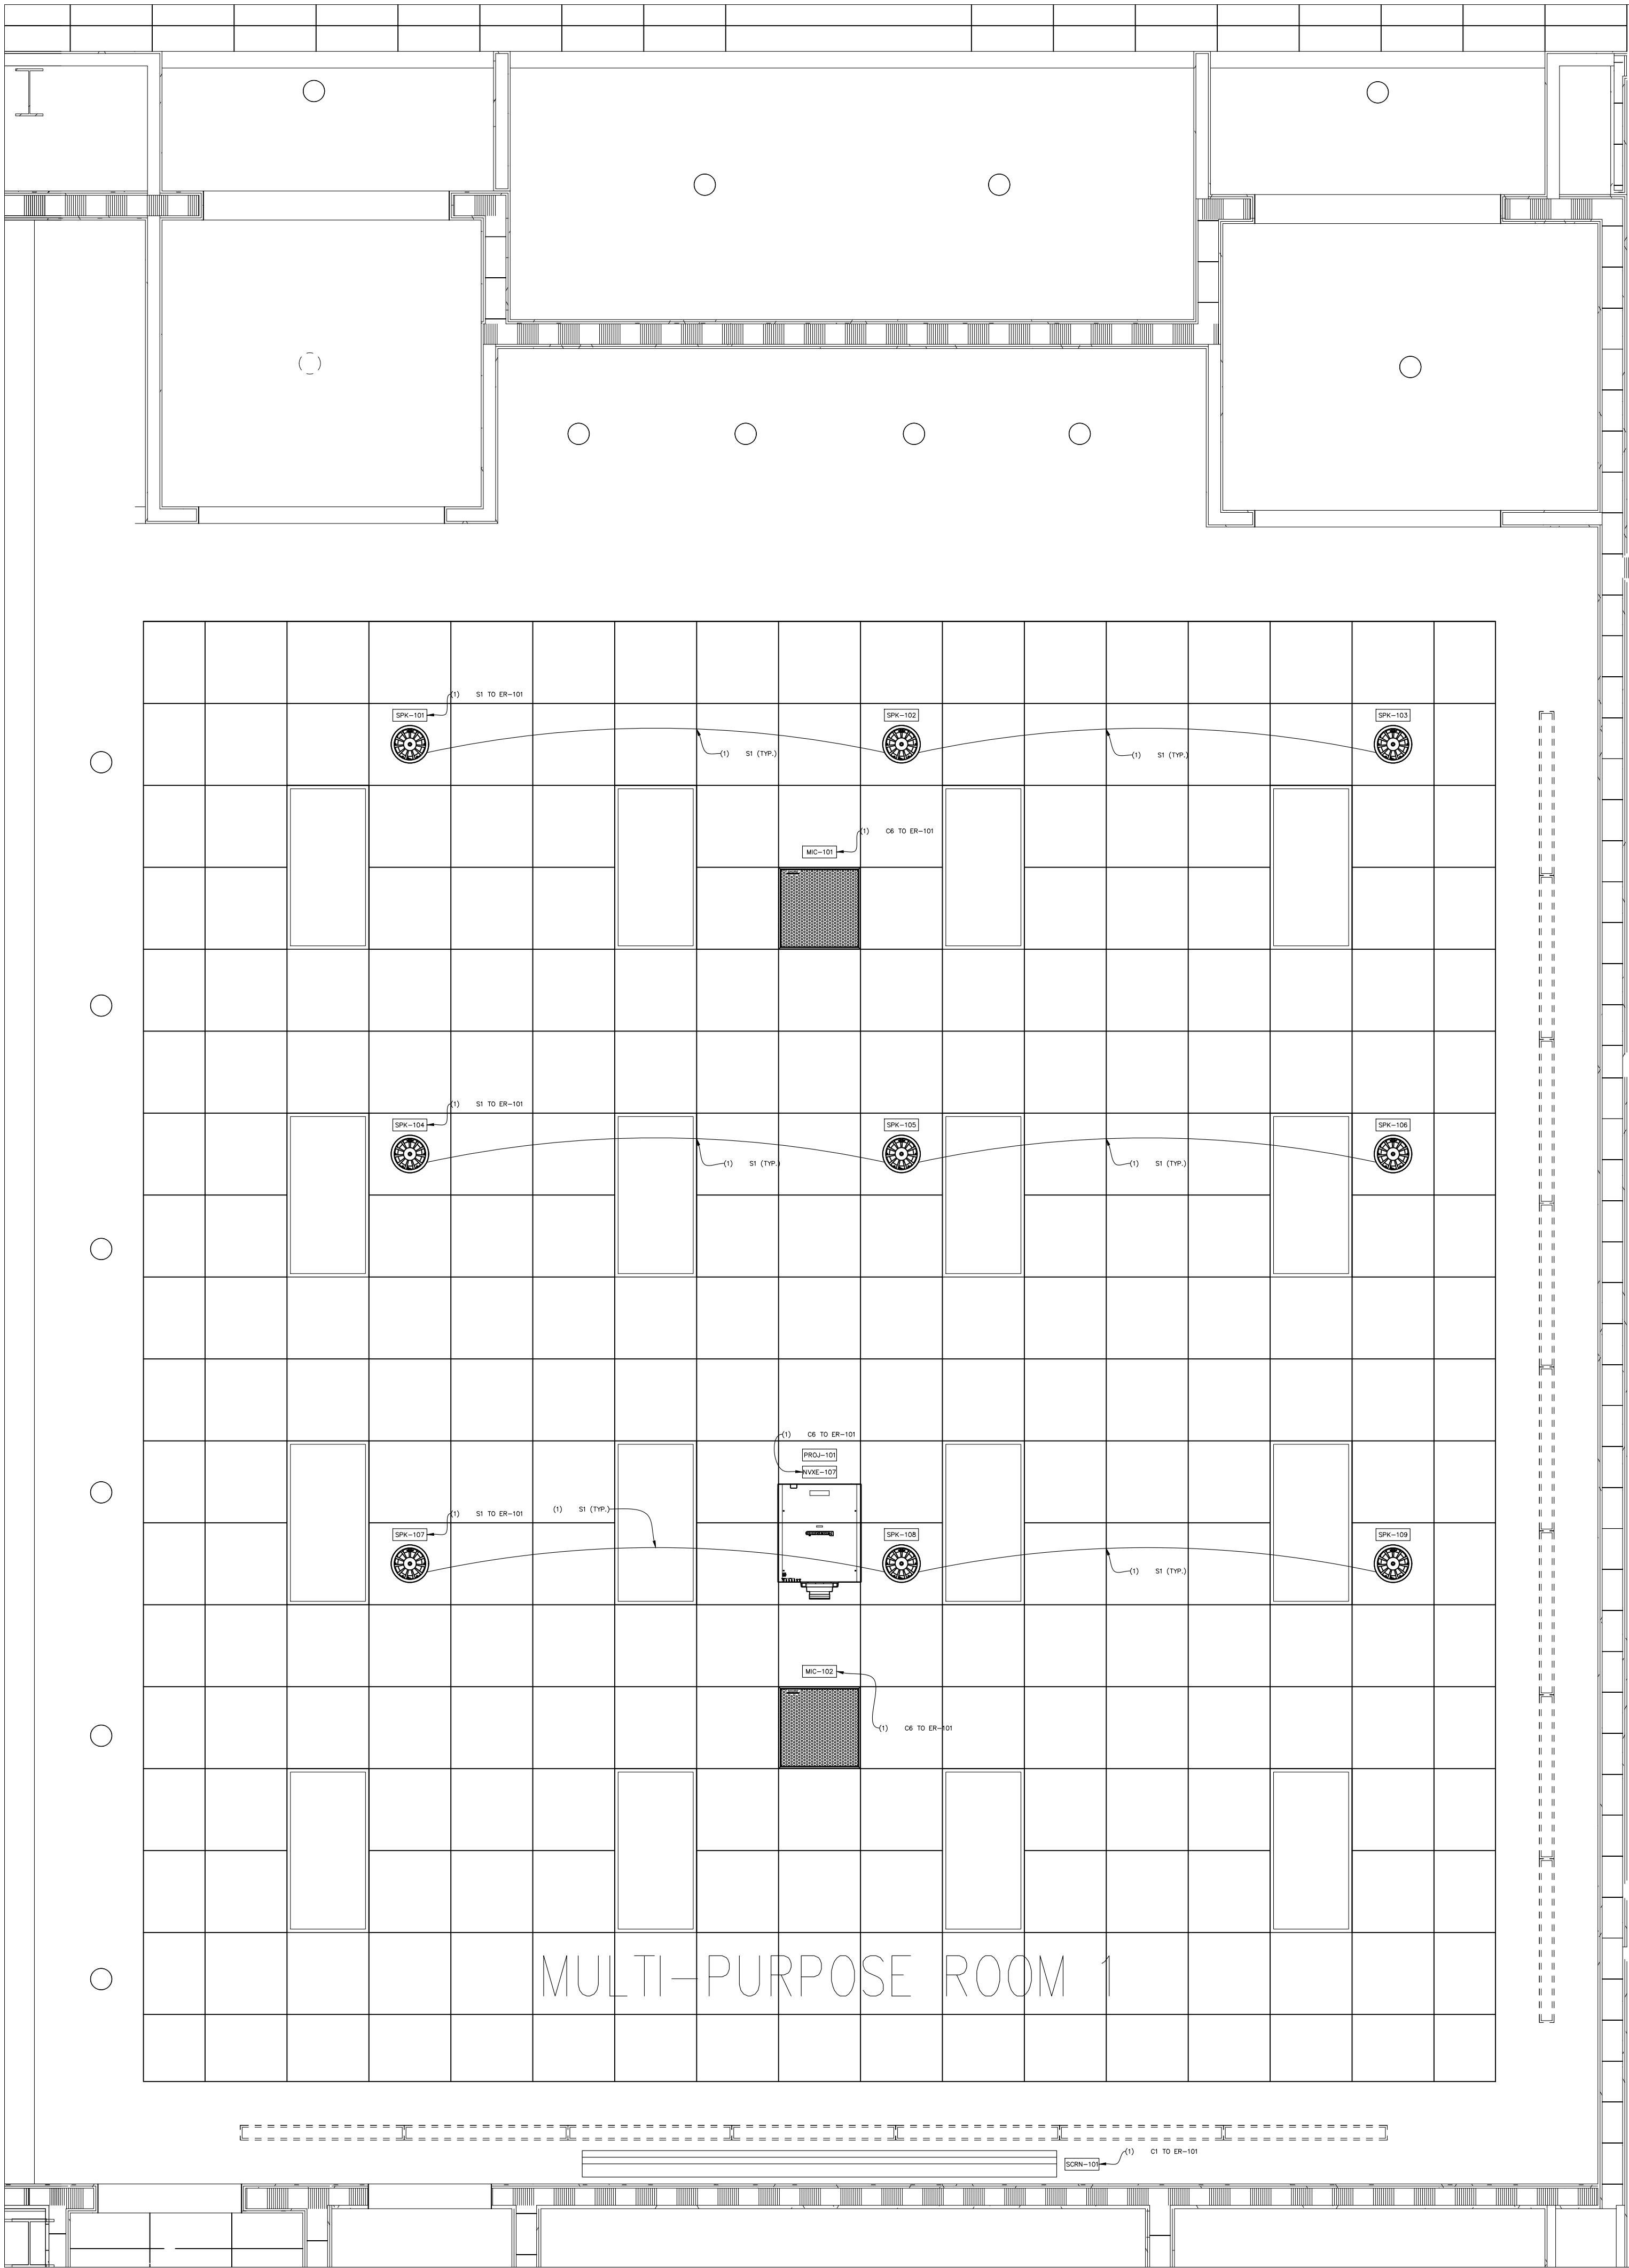 (1) S1 TO ER-101
SPK-101
SPK-102
SPK-103
(1) S1 (TYP.)
(1) S1 (TYP.)
(1) C6 TO ER-101
MIC-101
(1) S1 TO ER-101
SPK-104
SPK-105
SPK-106
(1) S1 (TYP.)
(1) S1 (TYP.)
(1) C6 TO ER-101
PROJ-101
NVXE-107
(1) S1 TO ER-101
(1) S1 (TYP.)
SPK-107
SPK-108
SPK-109
(1) S1 (TYP.)
MIC-102
(1) C6 TO ER-101
MULTI-PURPOSE ROOM 1
(1) C1 TO ER-101
SCRN-101